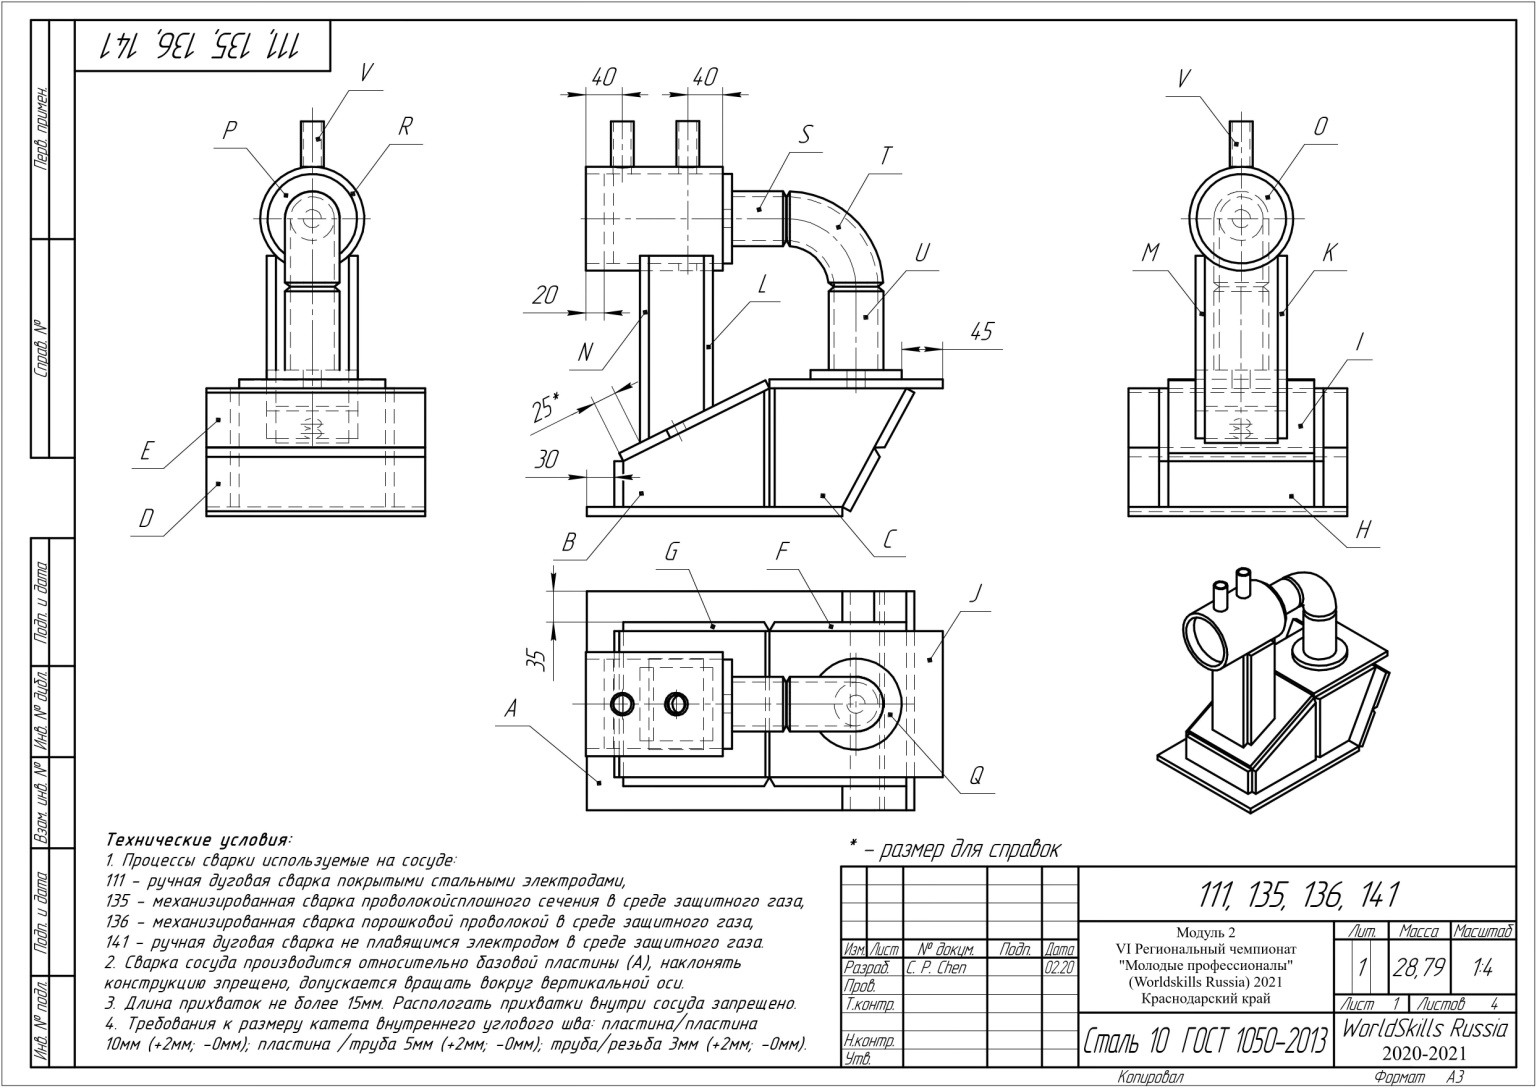 111, 135, 136, 141
Перв. примен.
Справ. №
Подп. и дата
Инв. № дубл.
Взам. инв. №
Подп. и дата
Инв. № подл.
V
P
R
E
D
40
40
S
T
U
L
N
20
25*
30
45
B
C
V
O
M
K
I
H
G
F
J
35
A
Q
Технические условия:
1. Процессы сварки используемые на сосуде:
111 – ручная дуговая сварка покрытыми стальными электродами,
135 – механизированная сварка проволокойсплошного сечения в среде защитного газа,
136 – механизированная сварка порошковой проволокой в среде защитного газа,
141 – ручная дуговая сварка не плавящимся электродом в среде защитного газа.
2. Сварка сосуда производится относительно базовой пластины (А), наклонять
конструкцию зпрещено, допускается вращать вокруг вертикальной оси.
3. Длина прихваток не более 15мм. Распологать прихватки внутри сосуда запрещено.
4. Требования к размеру катета внутреннего углового шва: пластина/пластина
10мм (+2мм; -0мм); пластина /труба 5мм (+2мм; -0мм); труба/резьба 3мм (+2мм; -0мм).
* – размер для справок
111, 135, 136, 141
Изм. Лист № докум. Подп. Дата
Разраб. C. P. Chen 02.20
Пров.
Т.контр.
Н.контр.
Утв.
Модуль 2
VI Региональный чемпионат
"Молодые профессионалы"
(Worldskills Russia) 2021
Краснодарский край
Лит. Масса Масштаб
1 28,79 1:4
Лист 1 Листов 4
Сталь 10 ГОСТ 1050-2013
WorldSkills Russia
2020-2021
Копировал Формат А3